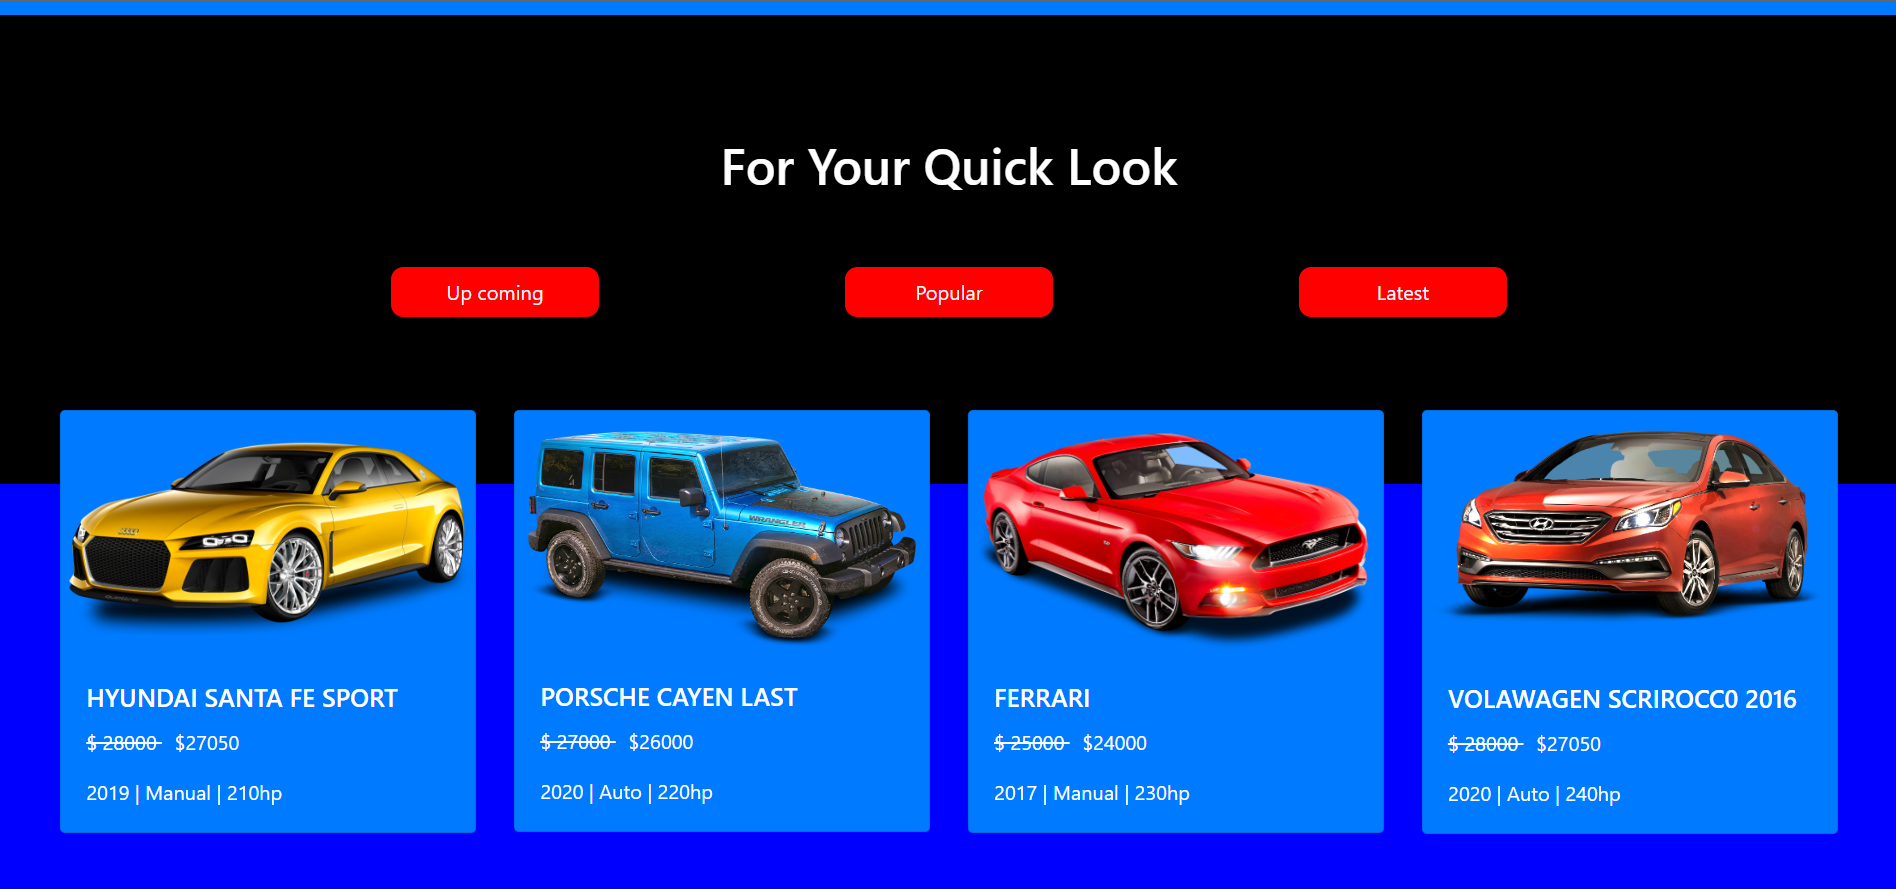 For Your Quick Look
Up coming
Popular
Latest
WRANGLER
HYUNDAI SANTA FE SPORT
$ 28000 $27050
2019 | Manual | 210hp
PORSCHE CAYEN LAST
$ 27000 $26000
2020 | Auto | 220hp
FERRARI
$ 25000 $24000
2017 | Manual | 230hp
VOLAWAGEN SCRIROCC0 2016
$ 28000 $27050
2020 | Auto | 240hp